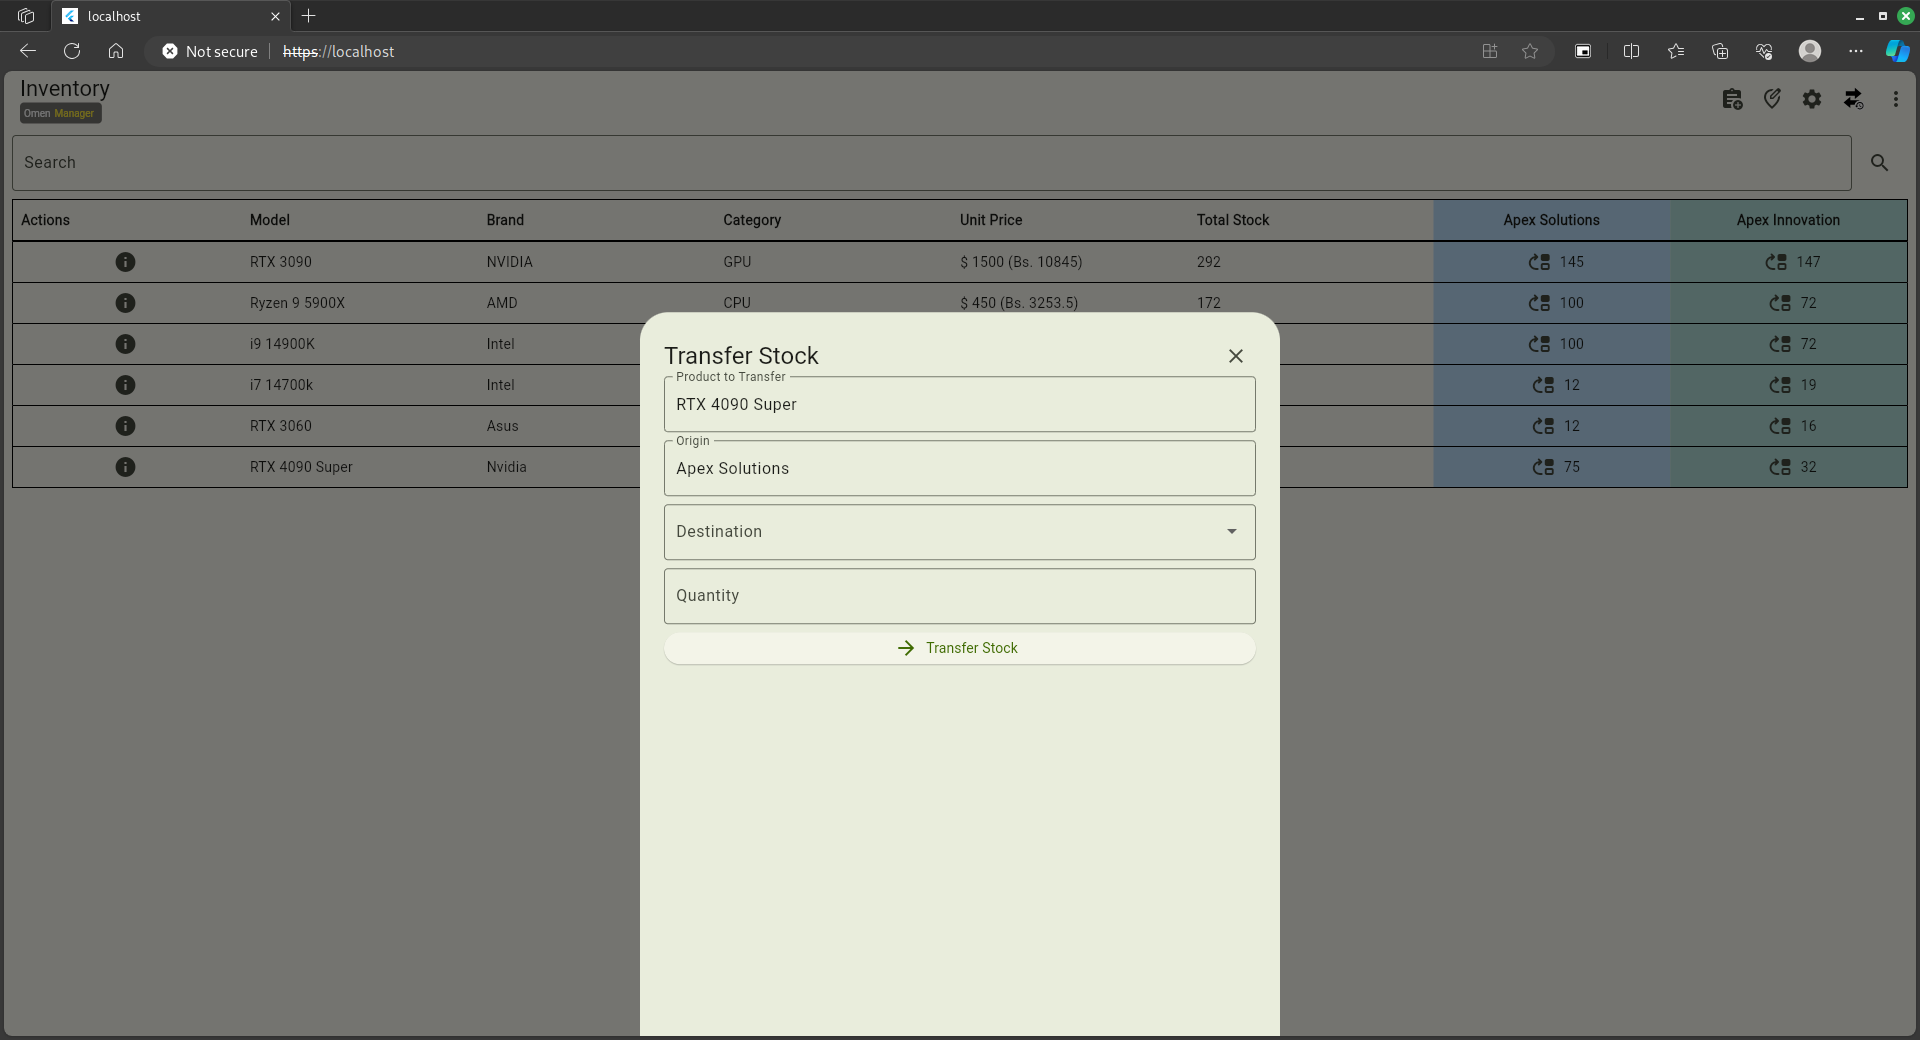 localhost
Not secure https://localhost
Inventory
Omen Manager
Search
Actions Model Brand Category Unit Price Total Stock Apex Solutions Apex Innovation
RTX 3090 NVIDIA GPU $ 1500 (Bs. 10845) 292 145 147
Ryzen 9 5900X AMD CPU $ 450 (Bs. 3253.5) 172 100 72
i9 14900K Intel 100 72
i7 14700k Intel 12 19
RTX 3060 Asus 12 16
RTX 4090 Super Nvidia 75 32
Transfer Stock
Product to Transfer
RTX 4090 Super
Origin
Apex Solutions
Destination
Quantity
Transfer Stock